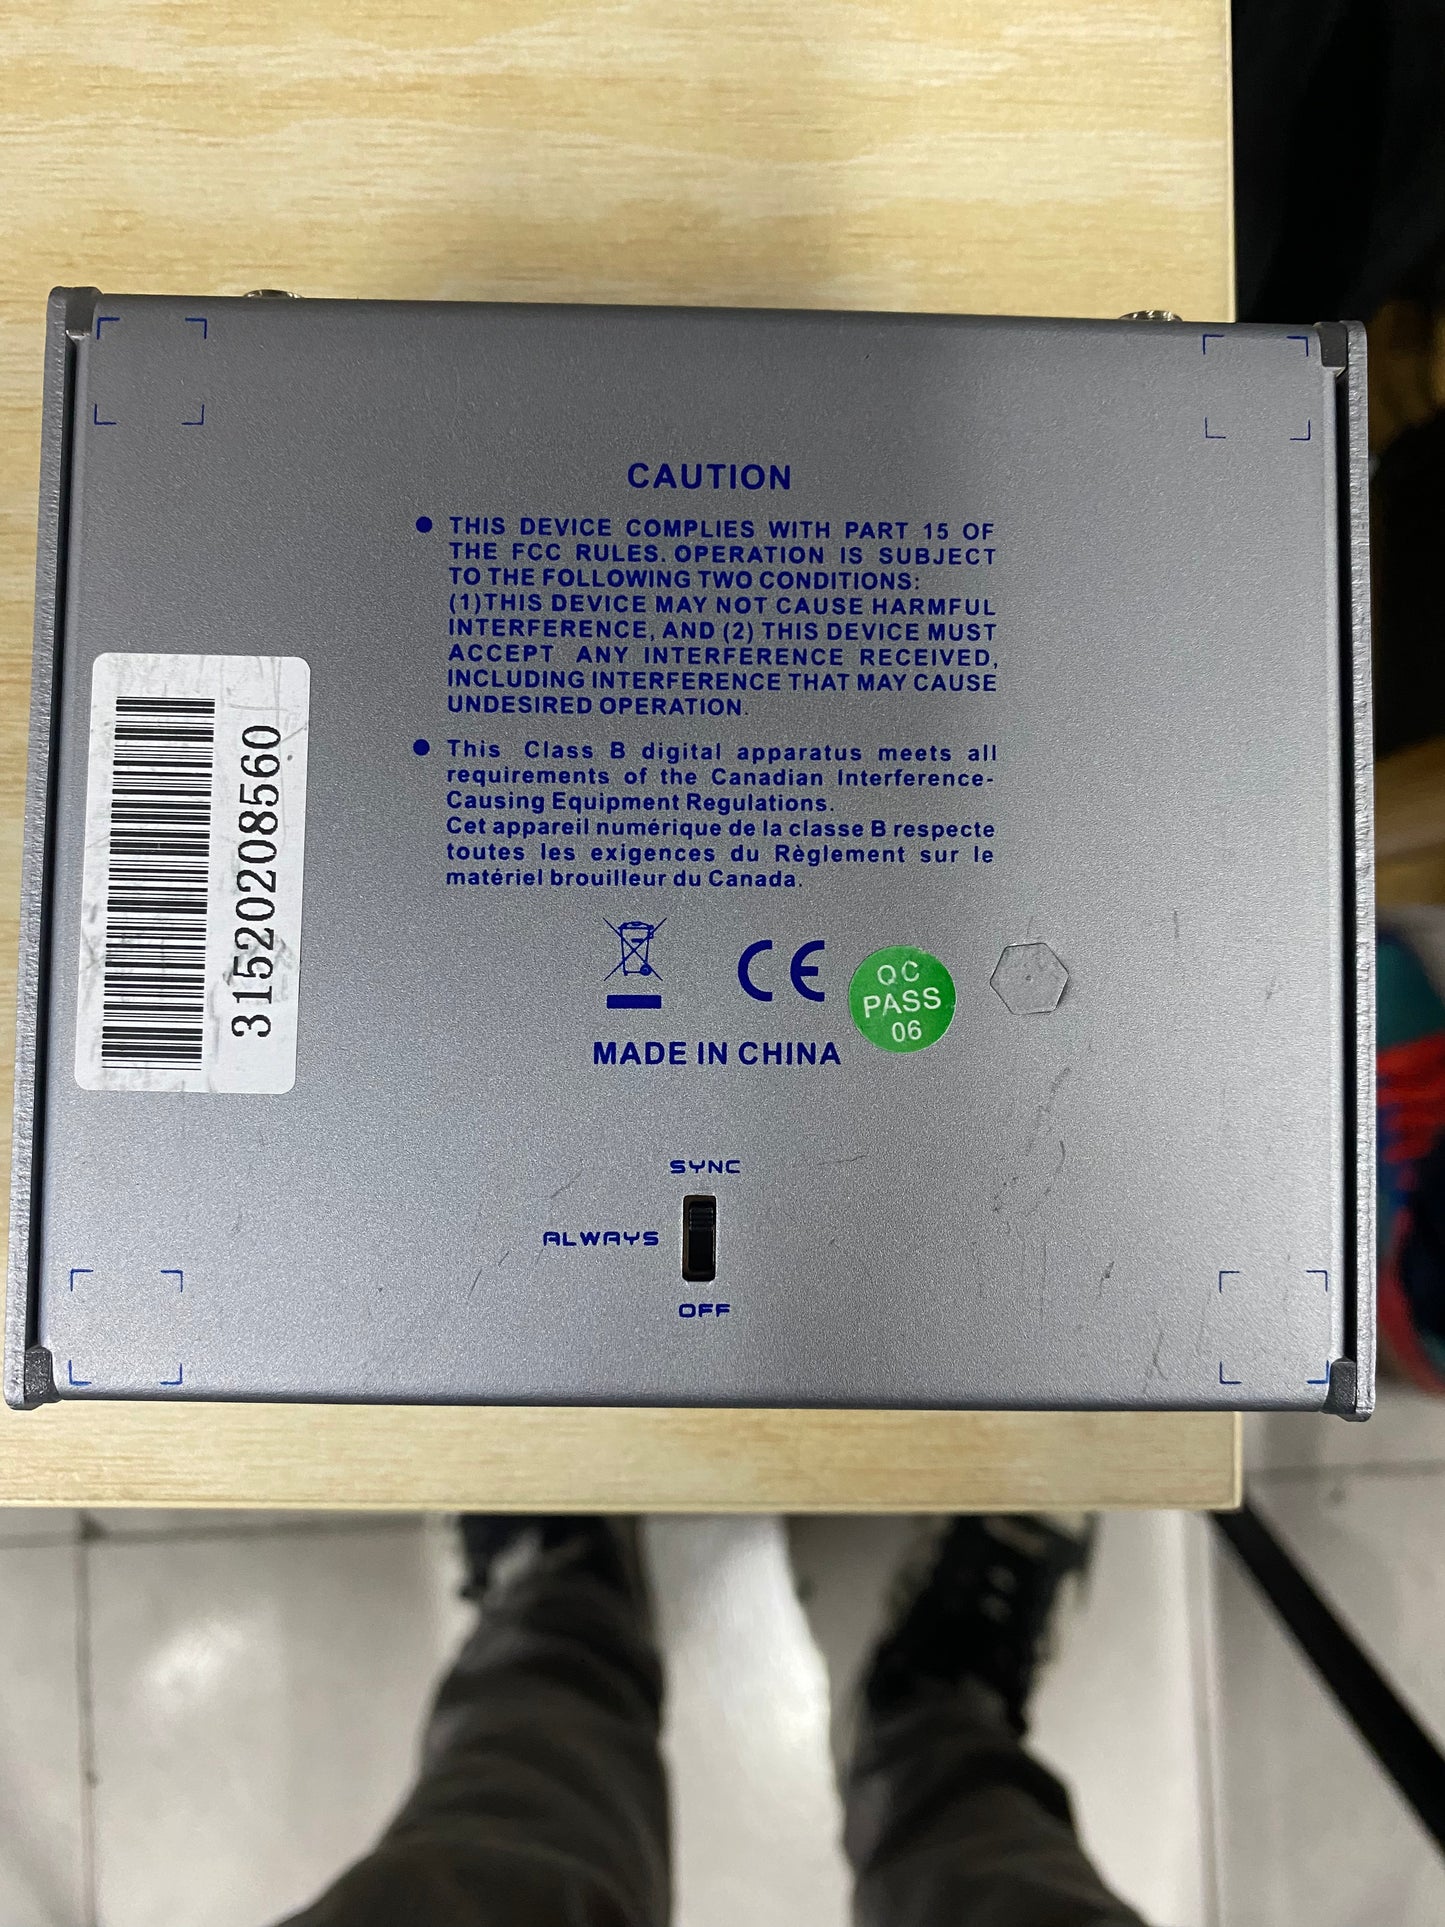 CAUTION
● THIS DEVICE COMPLIES WITH PART 15 OF
THE FCC RULES. OPERATION IS SUBJECT
TO THE FOLLOWING TWO CONDITIONS:
(1)THIS DEVICE MAY NOT CAUSE HARMFUL
INTERFERENCE, AND (2) THIS DEVICE MUST
ACCEPT ANY INTERFERENCE RECEIVED,
INCLUDING INTERFERENCE THAT MAY CAUSE
UNDESIRED OPERATION.
● This Class B digital apparatus meets all
requirements of the Canadian Interference-
Causing Equipment Regulations.
Cet appareil numérique de la classe B respecte
toutes les exigences du Règlement sur le
matériel brouilleur du Canada.
3152020208560
CE
QC
PASS
06
MADE IN CHINA
SYNC
ALWAYS
OFF